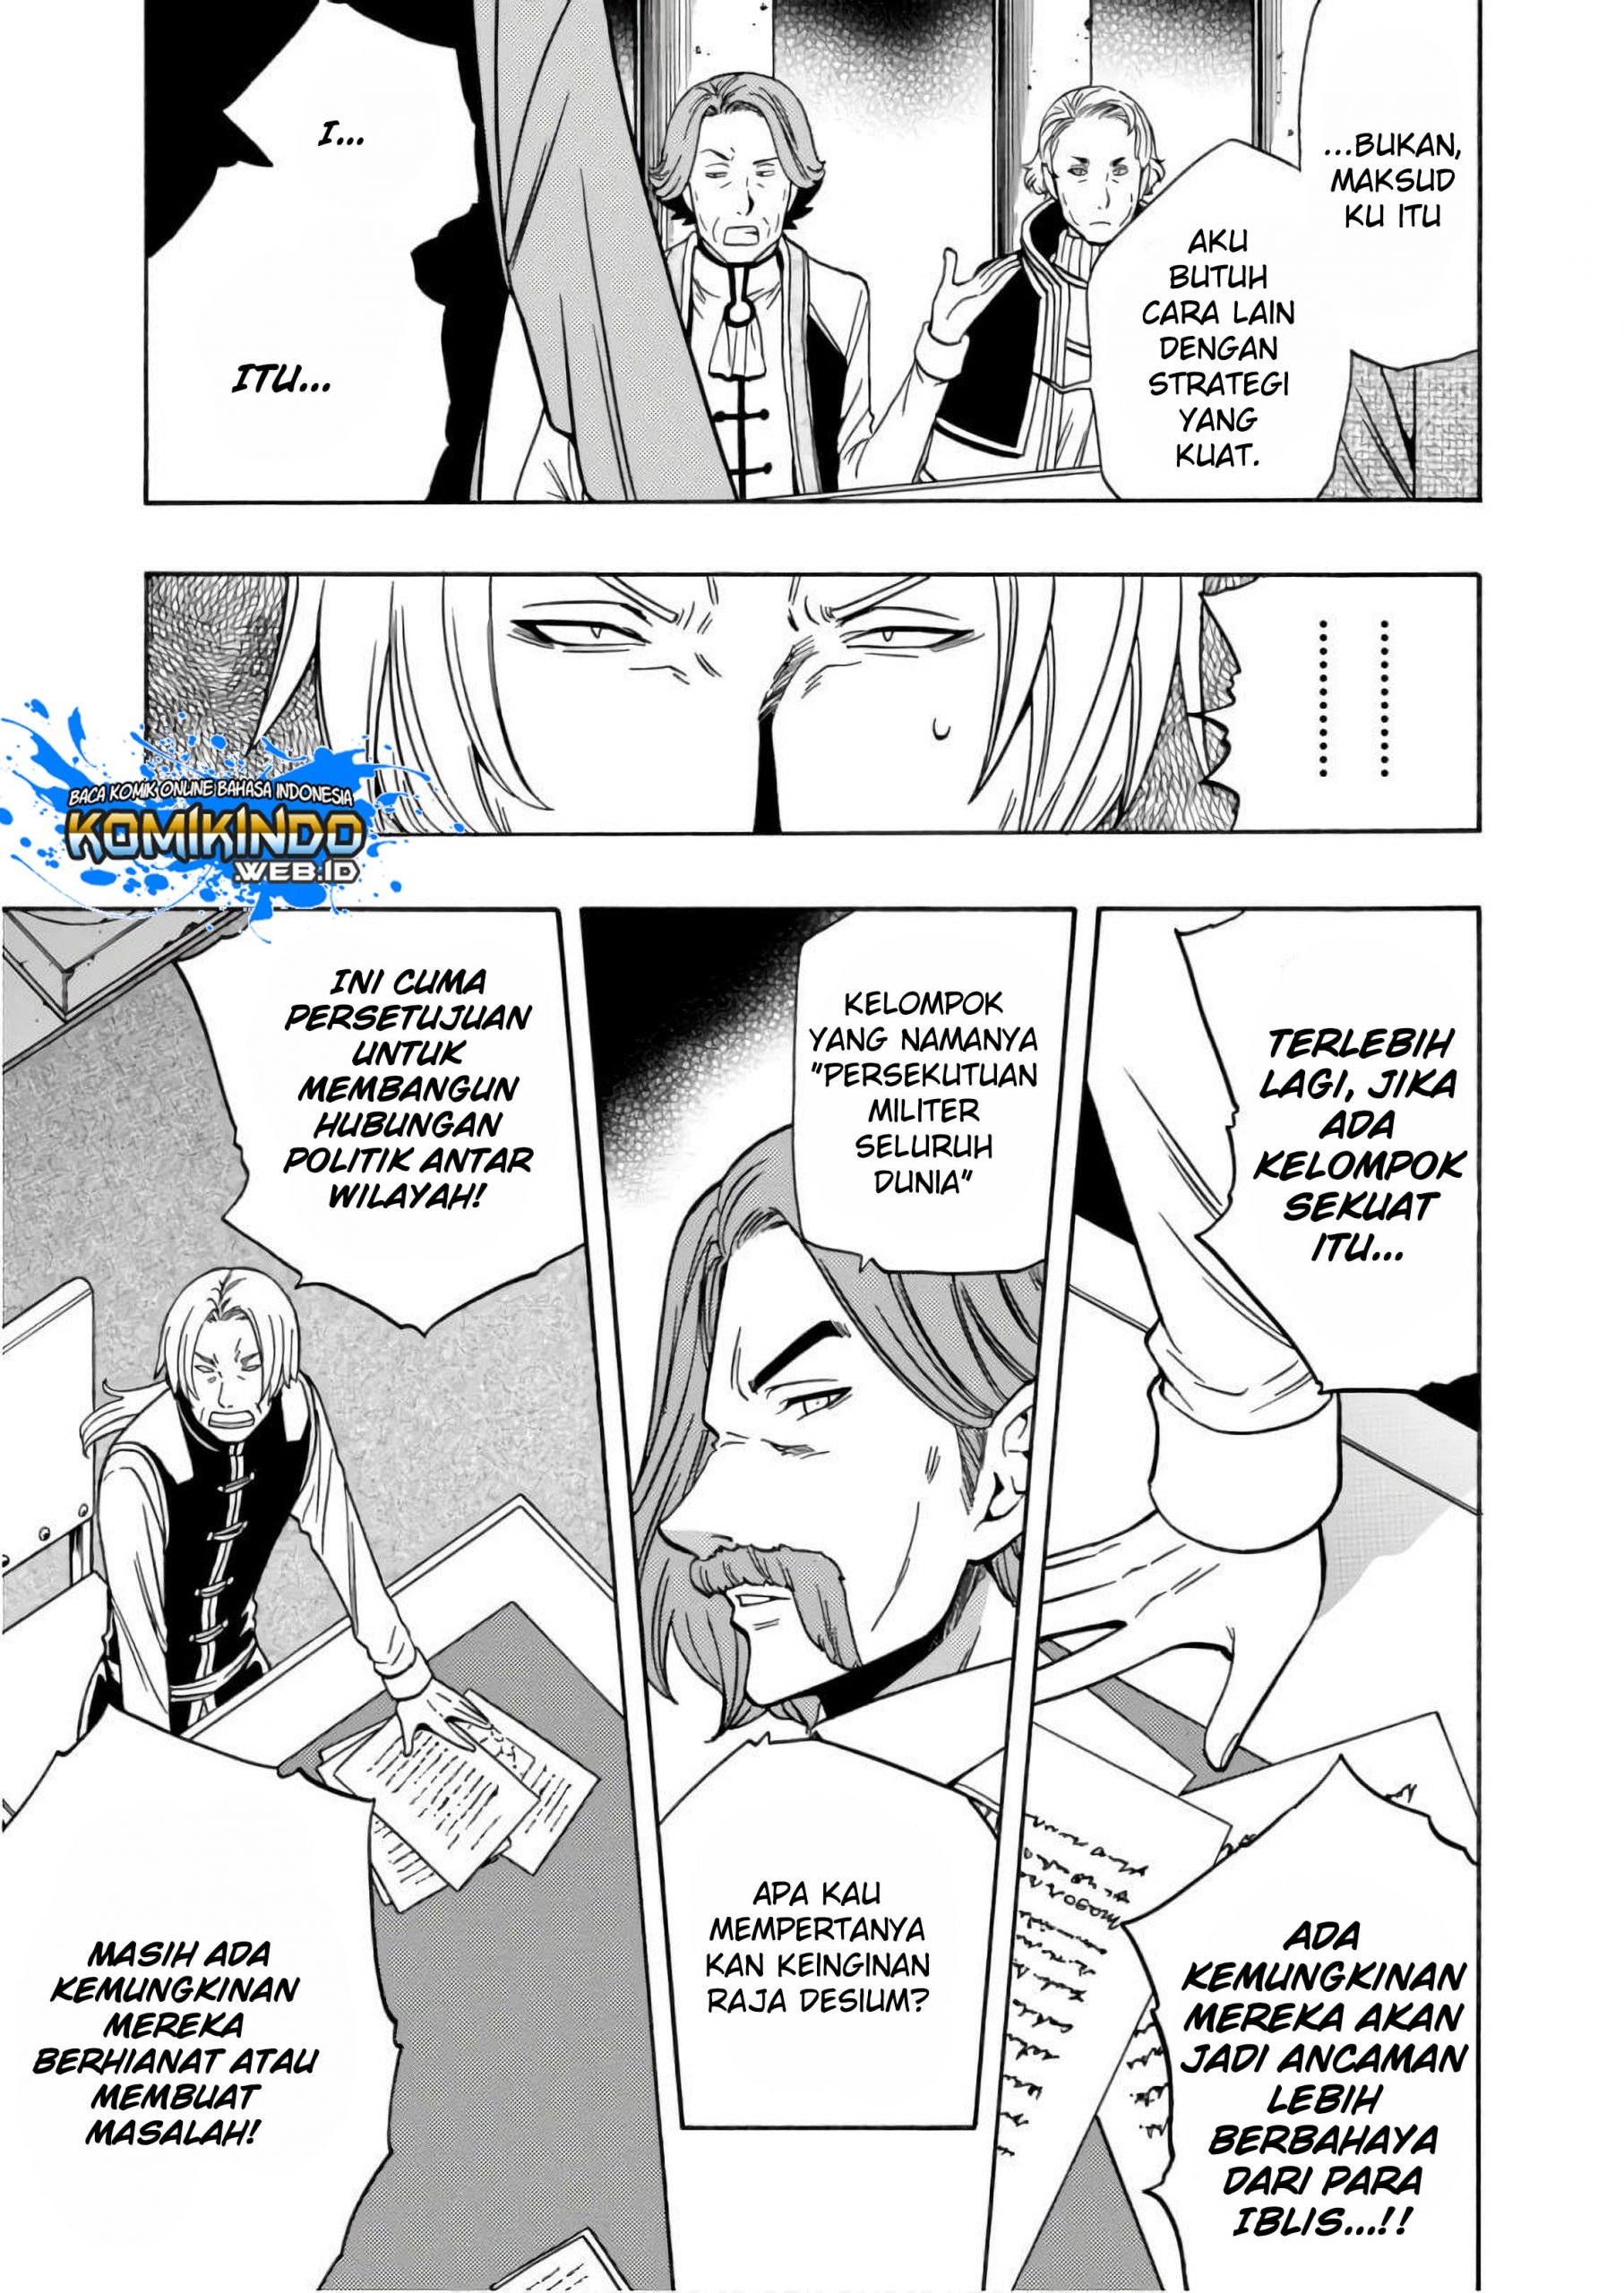 ...BUKAN,
MAKSUD
KU ITU
AKU
BUTUH
CARA LAIN
DENGAN
STRATEGI
YANG
KUAT.
I...
ITU...
BACA KOMIK ONLINE BAHASA INDONESIA
KOMIKINDO
.WEB.ID
TERLEBIH
LAGI, JIKA
ADA
KELOMPOK
SEKUAT
ITU...
ADA
KEMUNGKINAN
MEREKA AKAN
JADI ANCAMAN
LEBIH
BERBAHAYA
DARI PARA
IBLIS...!!
KELOMPOK
YANG NAMANYA
"PERSEKUTUAN
MILITER
SELURUH
DUNIA"
APA KAU
MEMPERTANYA
KAN KEINGINAN
RAJA DESIUM?
INI CUMA
PERSETUJUAN
UNTUK
MEMBANGUN
HUBUNGAN
POLITIK ANTAR
WILAYAH!
MASIH ADA
KEMUNGKINAN
MEREKA
BERHIANAT ATAU
MEMBUAT
MASALAH!